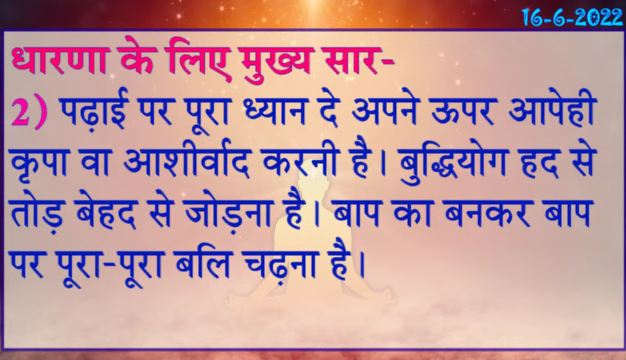 16-6-2022
धारणा के लिए मुख्य सार-
2) पढ़ाई पर पूरा ध्यान दे अपने ऊपर आपेही
कृपा वा आशीर्वाद करनी है। बुद्धियोग हद से
तोड़ बेहद से जोड़ना है। बाप का बनकर बाप
पर पूरा-पूरा बलि चढ़ना है।